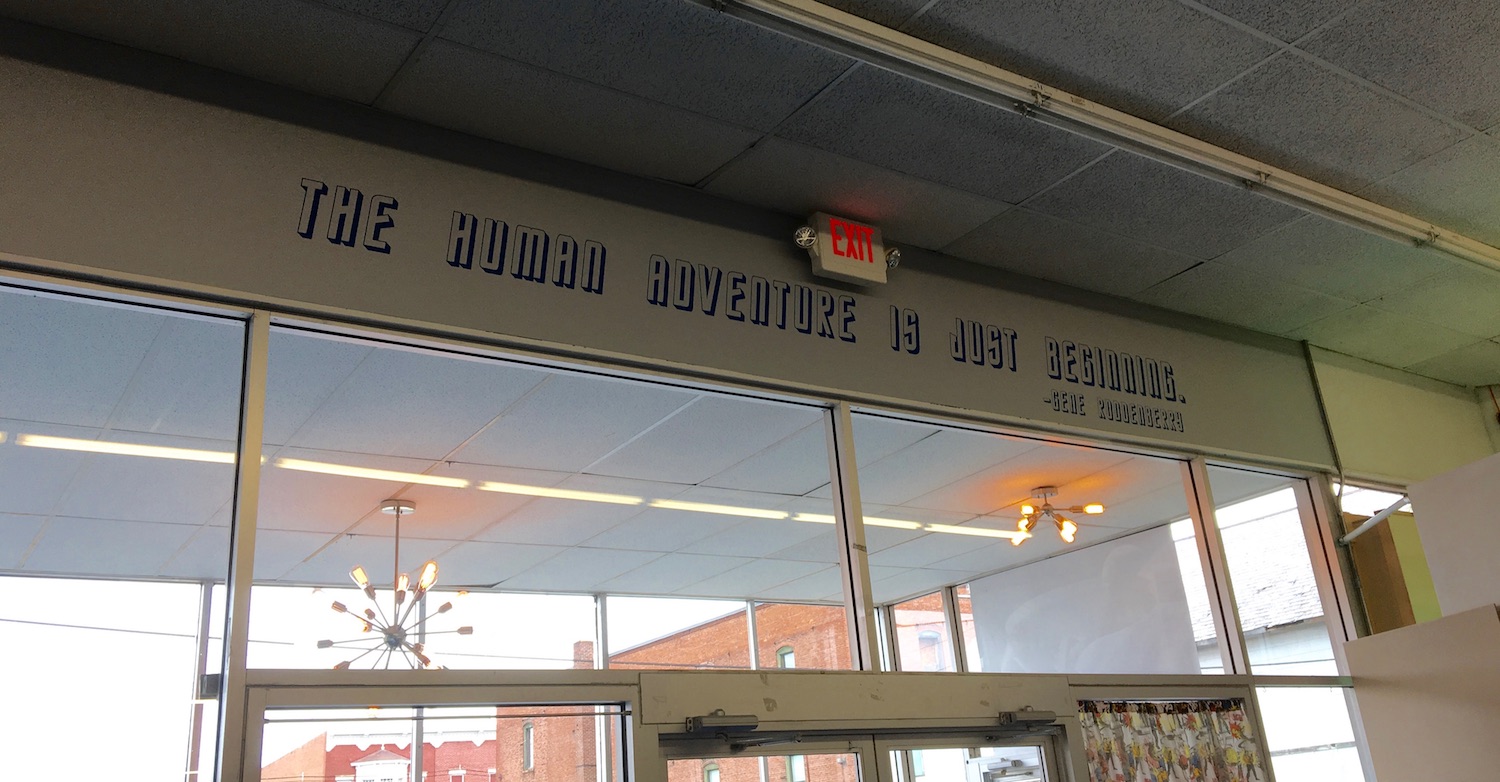 EXIT
THE HUMAN ADVENTURE IS JUST BEGINNING.
-GENE RODDENBERRY